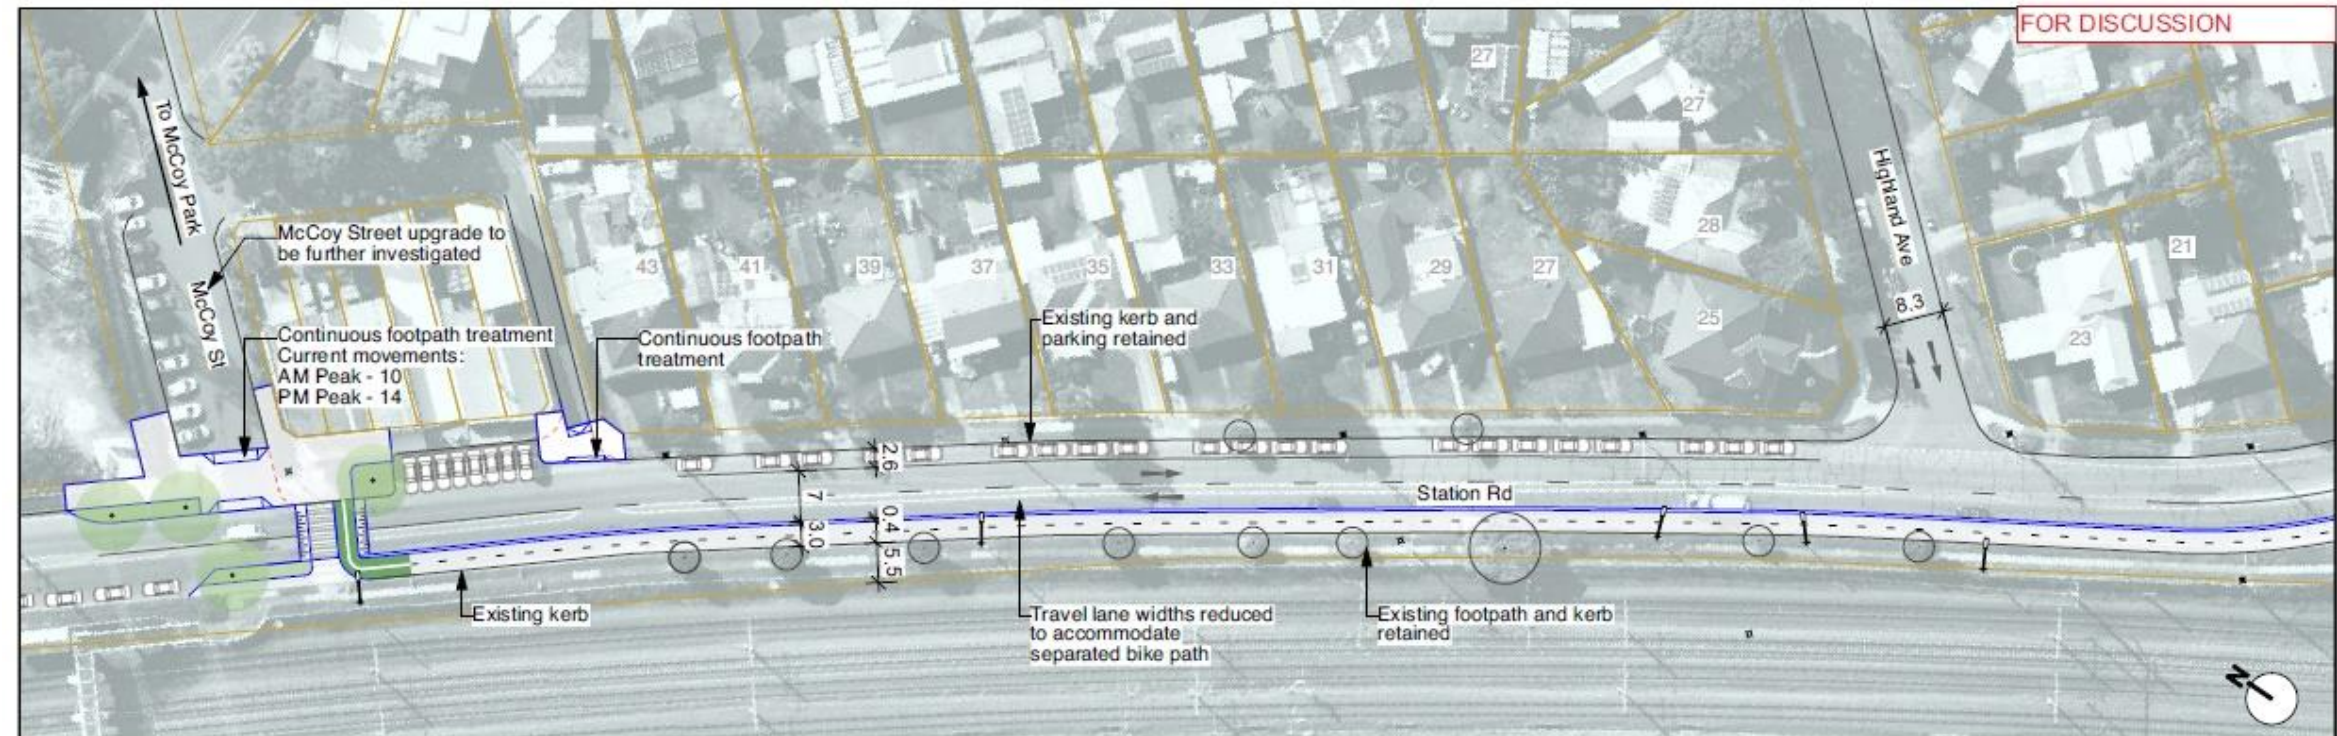 FOR DISCUSSION
To McCoy Park
McCoy Street upgrade to
be further investigated
McCoy St
Continuous footpath treatment
Current movements:
AM Peak - 10
PM Peak - 14
Continuous footpath
treatment
Existing kerb and
parking retained
27
27
28
43
41
39
37
35
33
31
29
27
25
Highland Ave
8.3
21
23
2.6
7
0.4
3.0
5.5
Station Rd
Existing kerb
Travel lane widths reduced
to accommodate
separated bike path
Existing footpath and kerb
retained
N